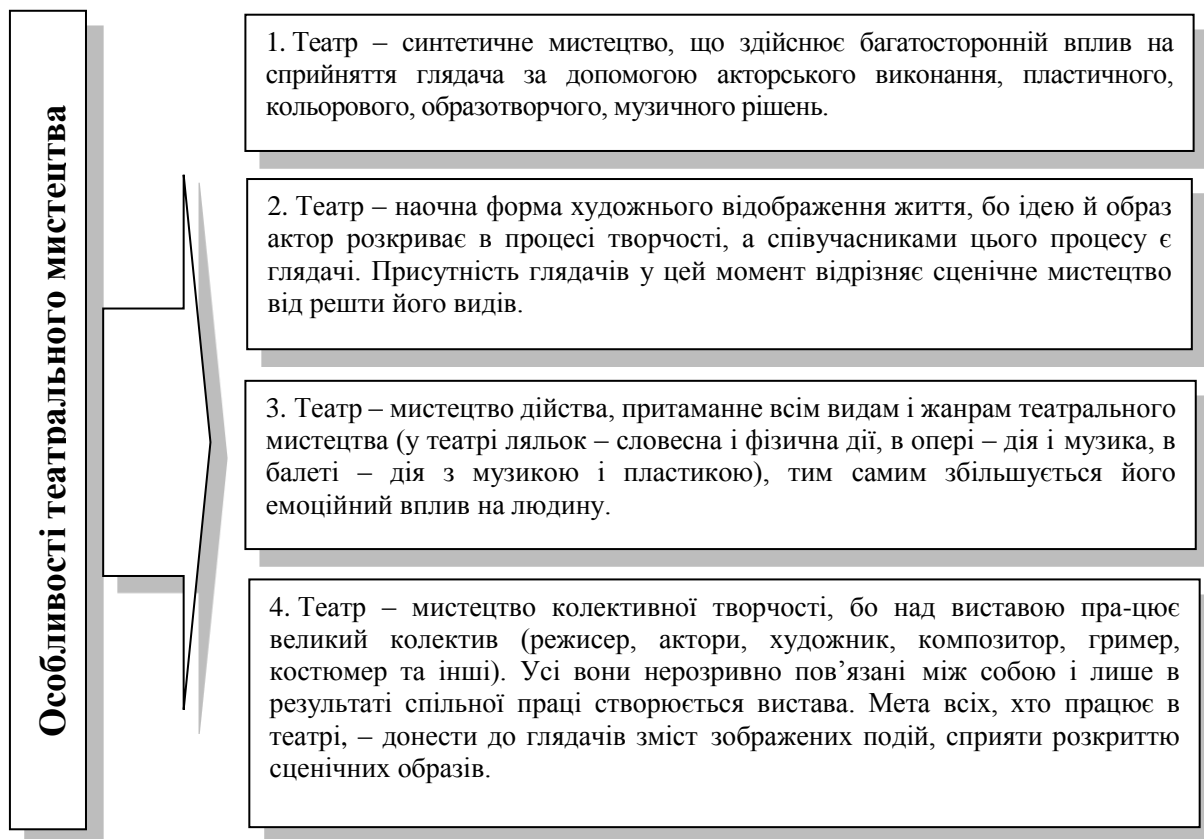 Особливості театрального мистецтва
1. Театр – синтетичне мистецтво, що здійснює багатосторонній вплив на
сприйняття глядача за допомогою акторського виконання, пластичного,
кольорового, образотворчого, музичного рішень.
2. Театр – наочна форма художнього відображення життя, бо ідею й образ
актор розкриває в процесі творчості, а співучасниками цього процесу є
глядачі. Присутність глядачів у цей момент відрізняє сценічне мистецтво
від решти його видів.
3. Театр – мистецтво дійства, притаманне всім видам і жанрам театрального
мистецтва (у театрі ляльок – словесна і фізична дії, в опері – дія і музика, в
балеті – дія з музикою і пластикою), тим самим збільшується його
емоційний вплив на людину.
4. Театр – мистецтво колективної творчості, бо над виставою пра-цює
великий колектив (режисер, актори, художник, композитор, гример,
костюмер та інші). Усі вони нерозривно пов’язані між собою і лише в
результаті спільної праці створюється вистава. Мета всіх, хто працює в
театрі, – донести до глядачів зміст зображених подій, сприяти розкриттю
сценічних образів.